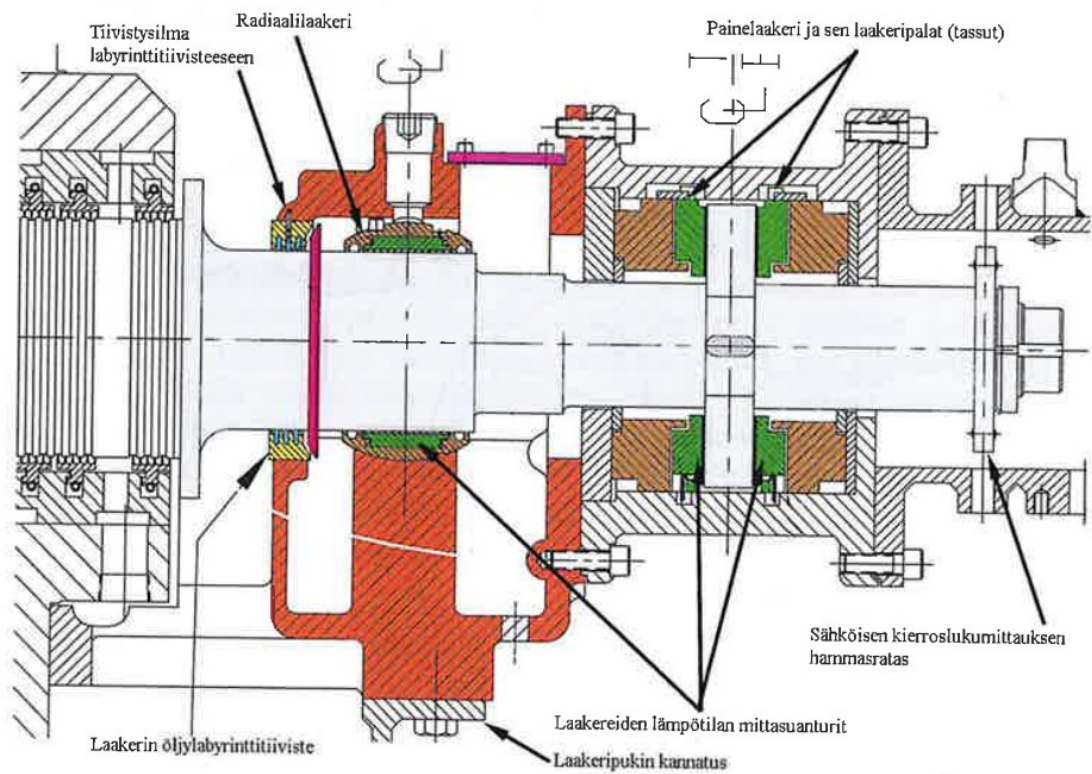 Radiaalilaakeri
Tiivistysilma
labyrinttitiivisteeseen
Painelaakeri ja sen laakeripalat (tassut)
Sähköisen kierroslukumittauksen
hammasratas
Laakereiden lämpötilan mittasuanturit
Laakerin öljylabyrinttitiiviste
Laakeripukin kannatus